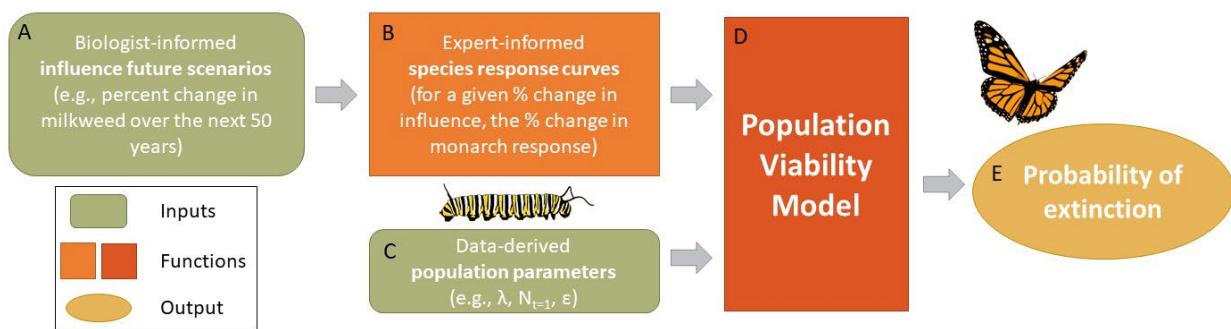 A
Biologist-informed
influence future scenarios
(e.g., percent change in
milkweed over the next 50
years)
B
Expert-informed
species response curves
(for a given % change in
influence, the % change in
monarch response)
C
Data-derived
population parameters
(e.g., λ, Nₜ₌₁, ε)
D
Population
Viability
Model
E
Probability of
extinction
Inputs
Functions
Output